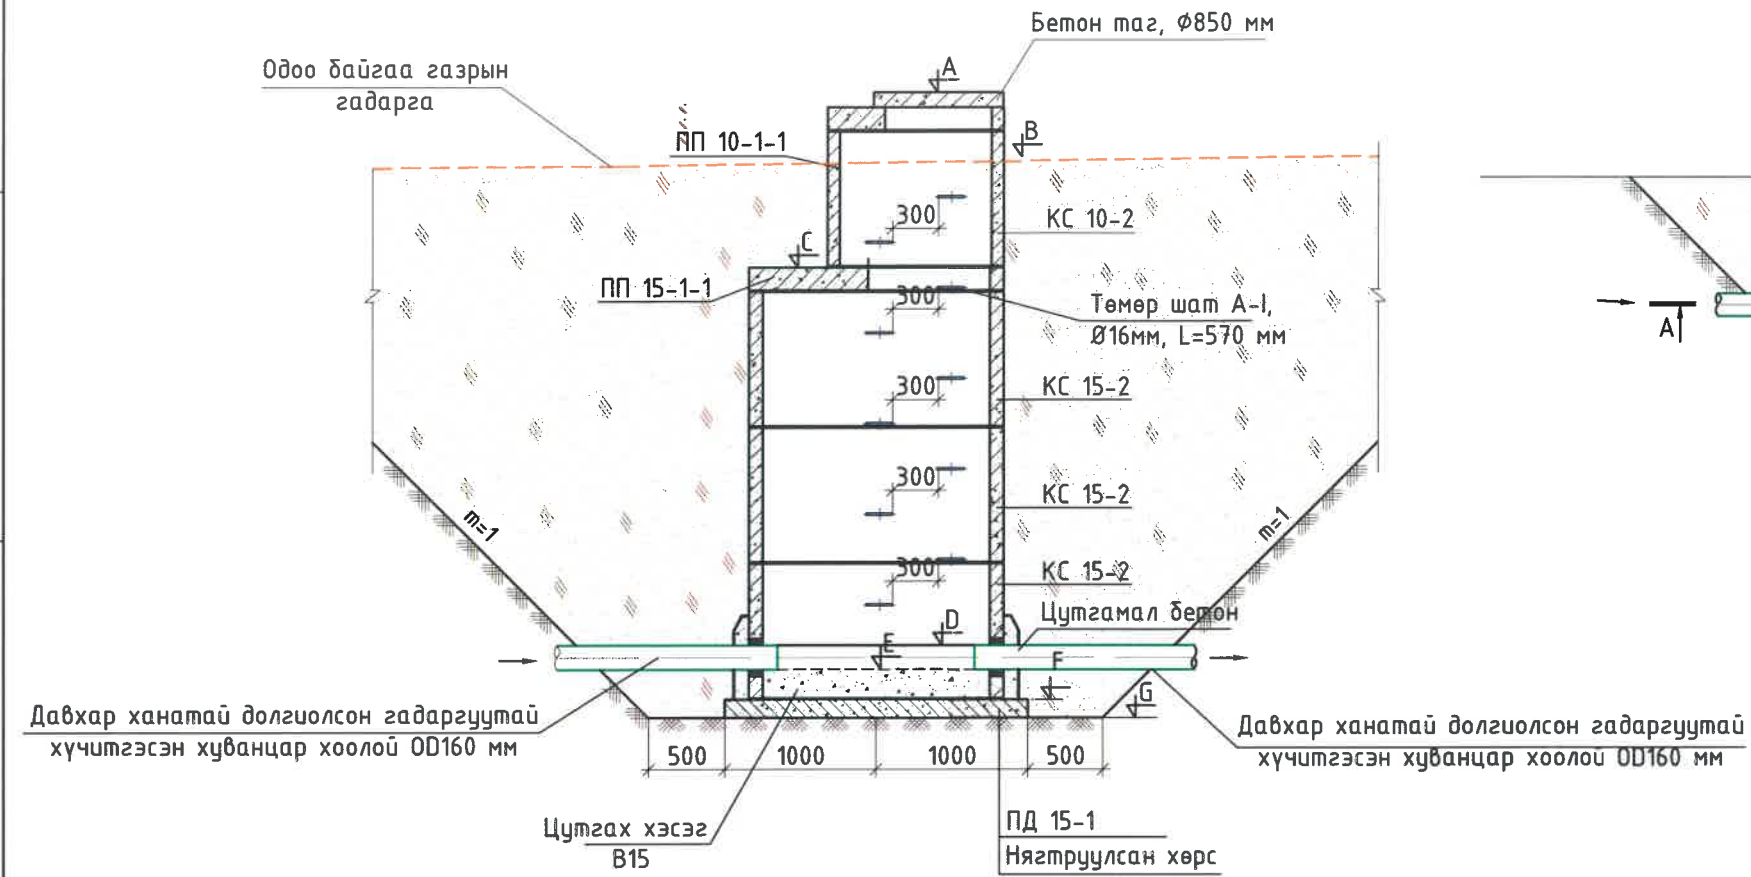 Бетон таг, Ф850 мм
Одоо байгаа газрын
гадарга
A
B
ПП 10-1-1
300
КС 10-2
C
ПП 15-1-1
300
Төмөр шат А-I,
Ø16мм, L=570 мм
A
300
КС 15-2
300
КС 15-2
m=1
m=1
300
КС 15-2
Цутгамал бетон
D
E
F
G
Давхар ханатай долгиолсон гадаргуутай
хүчитгэсэн хуванцар хоолой OD160 мм
Давхар ханатай долгиолсон гадаргуутай
хүчитгэсэн хуванцар хоолой OD160 мм
500
1000
1000
500
Цутгах хэсэг
B15
ПД 15-1
Нягтруулсан хөрс